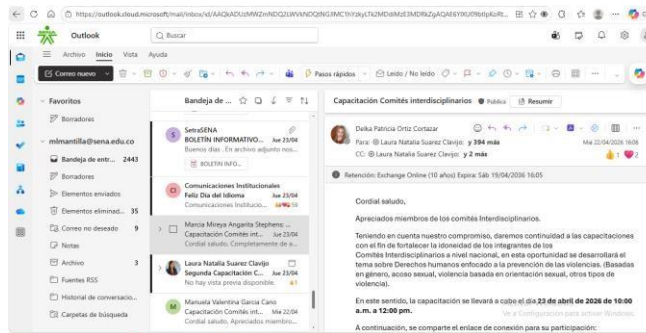 https://outlook.cloud.microsoft/mail/inbox/id/
Outlook
Buscar
Archivo Inicio Vista Ayuda
Correo nuevo
Pasos rápidos
Leído / No leído
Favoritos
Borradores
mlmantilla@sena.edu.co
Bandeja de entr... 2443
Borradores
Elementos enviados
Elementos eliminad... 35
Correo no deseado 9
Notas
Archivo 3
Fuentes RSS
Historial de conversacio...
Carpetas de búsqueda
Bandeja de ...
S
SetraSENA
BOLETÍN INFORMATIVO... Jue 23/04
Buenos dias . En archivo adjunto nos...
BOLETIN INFO...
CI
Comunicaciones Institucionales
Feliz Día del Idioma Jue 23/04
Comunicaciones Institucio...
Marcia Mireya Angarita Stephens; ...
Capacitación Comités int... Jue 23/04
Cordial saludo, Completamente de a...
Laura Natalia Suarez Clavijo
Segunda Capacitación C... Jue 23/04
No hay vista previa disponible. 1
M
Manuela Valentina Garcia Cano
Capacitación Comités int... Mié 22/04
Cordial saludo, Apreciados miembro...
Capacitación Comités interdisciplinarios Pública Resumir
Delka Patricia Ortiz Cortazar
Para: Laura Natalia Suarez Clavijo; y 394 más
Mié 22/04/2026 16:06
CC: Laura Natalia Suarez Clavijo; y 2 más
1 2
Retención: Exchange Online (10 años) Expira: Sáb 19/04/2036 16:05
Cordial saludo,
Apreciados miembros de los comités Interdisciplinarios.
Teniendo en cuenta nuestro compromiso, daremos continuidad a las capacitaciones
con el fin de fortalecer la idoneidad de los integrantes de los
Comités Interdisciplinarios a nivel nacional, en esta oportunidad se desarrollará el
tema sobre Derechos humanos enfocado a la prevención de las violencias. (Basadas
en género, acoso sexual, violencia basada en orientación sexual, otros tipos de
violencia).
En este sentido, la capacitación se llevará a cabo el día 23 de abril de 2026 de 10:00
a.m. a 12:00 pm.
Ve a Configuración para activar Windows.
A continuación, se comparte el enlace de conexión para su participación: